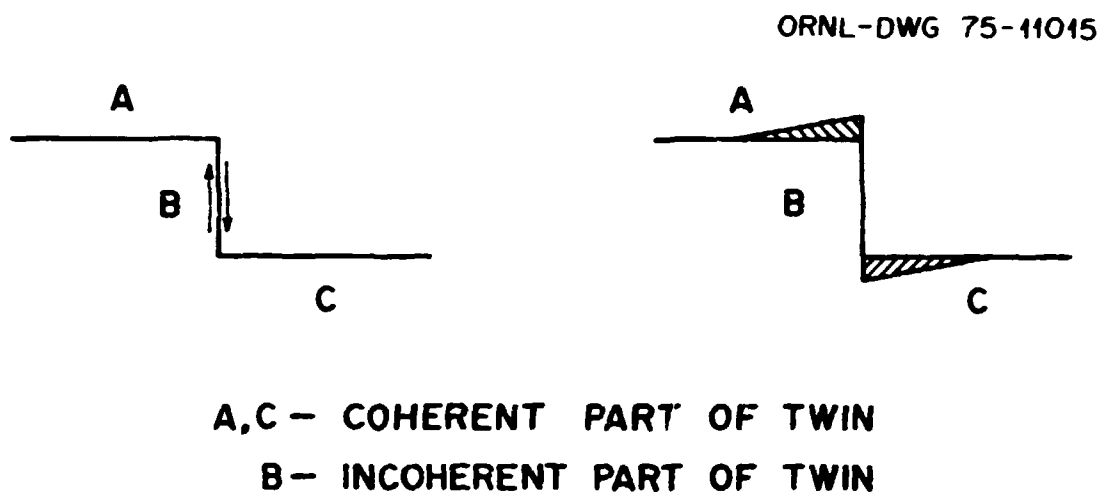 ORNL-DWG 75-11015
A
A
B
B
C
C
A,C – COHERENT PART OF TWIN
B – INCOHERENT PART OF TWIN